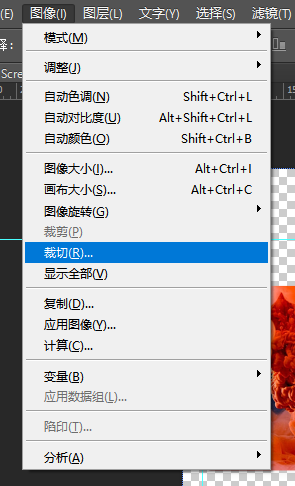 (E) 图像(I) 图层(L) 文字(Y) 选择(S) 滤镜(T)
模式(M)
调整(J)
Scre
自动色调(N) Shift+Ctrl+L
自动对比度(U) Alt+Shift+Ctrl+L
自动颜色(O) Shift+Ctrl+B
图像大小(I)... Alt+Ctrl+I
画布大小(S)... Alt+Ctrl+C
图像旋转(G)
裁剪(P)
裁切(R)...
显示全部(V)
复制(D)...
应用图像(Y)...
计算(C)...
变量(B)
应用数据组(L)...
陷印(T)...
分析(A)